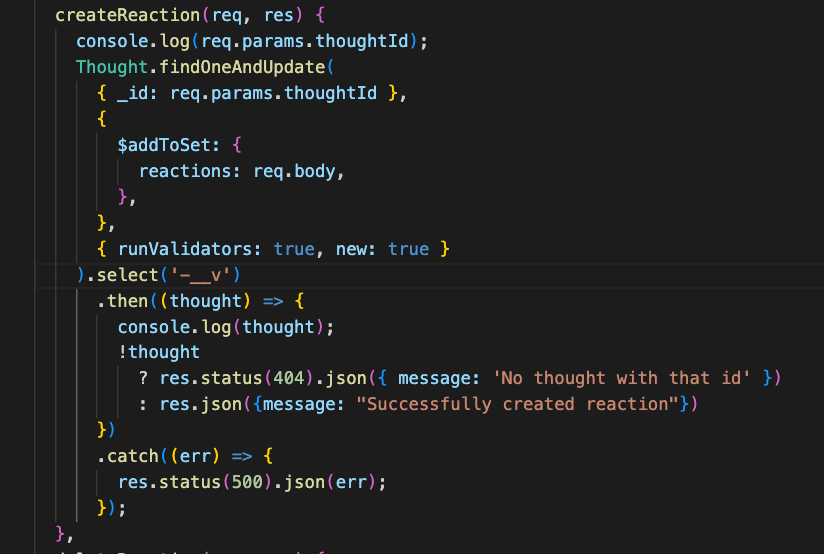 createReaction(req, res) {
console.log(req.params.thoughtId);
Thought.findOneAndUpdate(
{ _id: req.params.thoughtId },
{
$addToSet: {
reactions: req.body,
},
},
{ runValidators: true, new: true }
).select('-__v')
.then((thought) => {
console.log(thought);
!thought
? res.status(404).json({ message: 'No thought with that id' })
: res.json({message: "Successfully created reaction"})
})
.catch((err) => {
res.status(500).json(err);
});
},